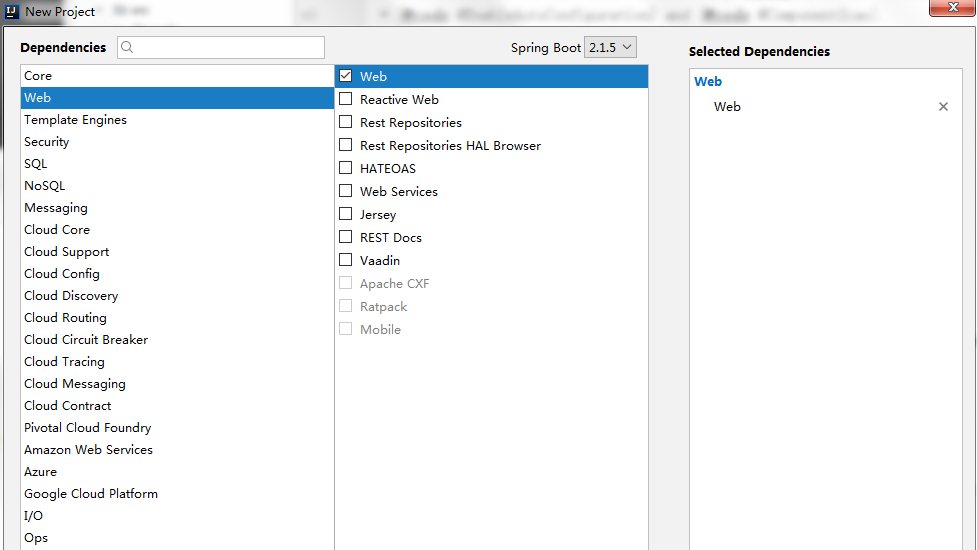 New Project
Dependencies
Spring Boot 2.1.5
Selected Dependencies
Core
Web
Template Engines
Security
SQL
NoSQL
Messaging
Cloud Core
Cloud Support
Cloud Config
Cloud Discovery
Cloud Routing
Cloud Circuit Breaker
Cloud Tracing
Cloud Messaging
Cloud Contract
Pivotal Cloud Foundry
Amazon Web Services
Azure
Google Cloud Platform
I/O
Ops
Web
Reactive Web
Rest Repositories
Rest Repositories HAL Browser
HATEOAS
Web Services
Jersey
REST Docs
Vaadin
Apache CXF
Ratpack
Mobile
Web
Web